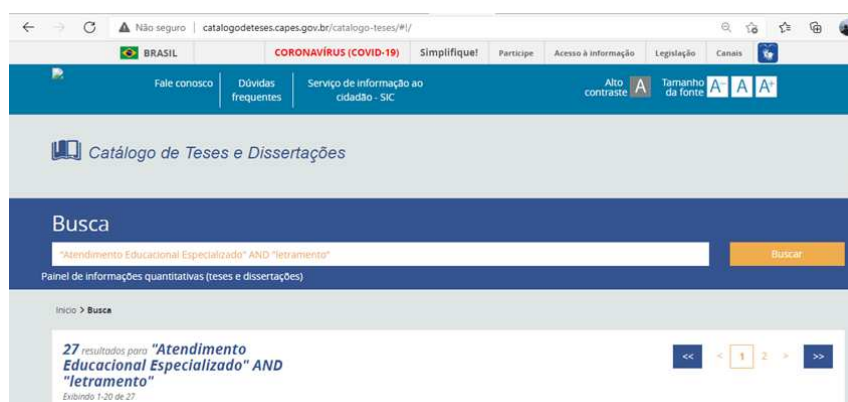 Não seguro | catalogodeteses.capes.gov.br/catalogo-teses/#!/
BRASIL CORONAVÍRUS (COVID-19) Simplifique! Participe Acesso à informação Legislação Canais
Fale conosco Dúvidas frequentes Serviço de informação ao cidadão - SIC Alto contraste A Tamanho da fonte A- A A+
Catálogo de Teses e Dissertações
Busca
"Atendimento Educacional Especializado" AND "letramento" Buscar
Painel de informações quantitativas (teses e dissertações)
Início > Busca
27 resultados para "Atendimento
Educacional Especializado" AND
"letramento"
<< < 1 2 > >>
Exibindo 1-20 de 27